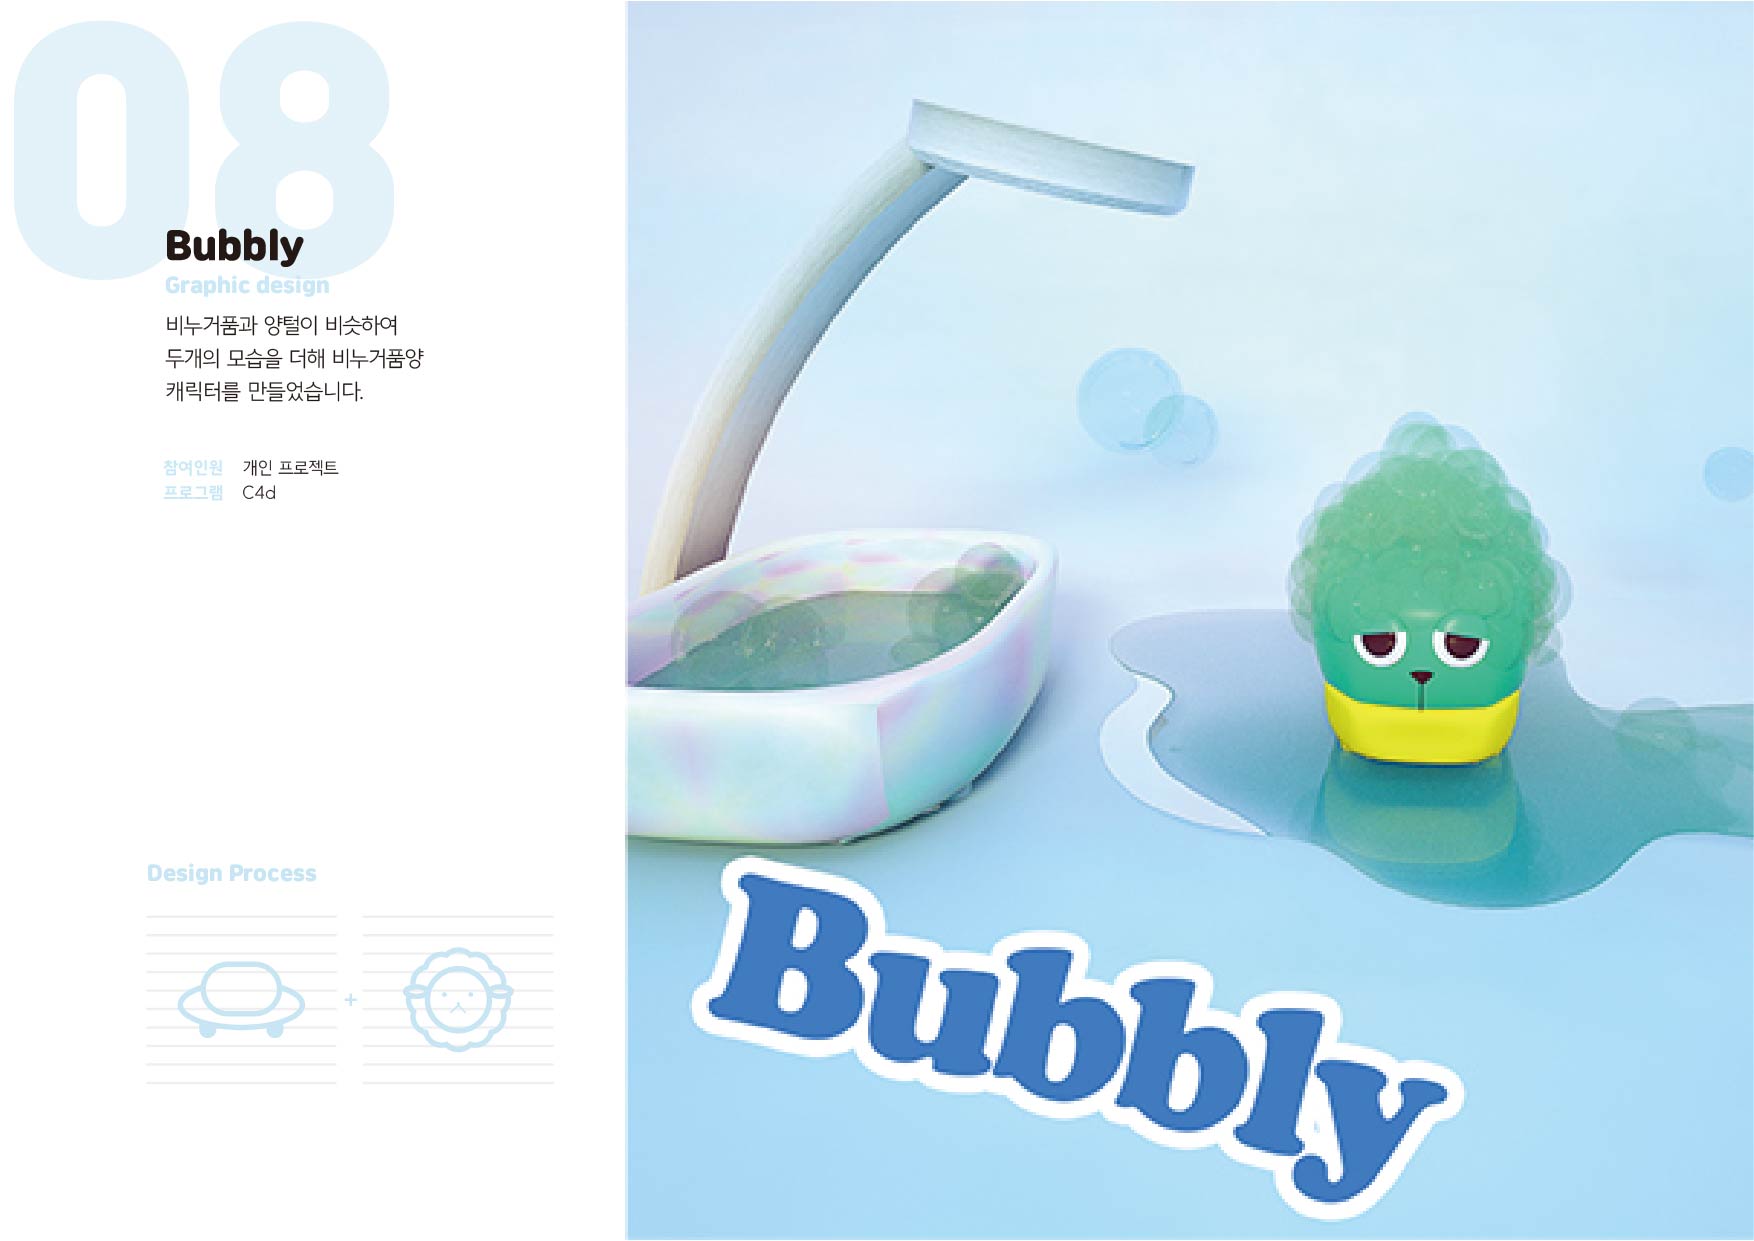 08
Bubbly
Graphic design
비누거품과 양털이 비슷하여
두개의 모습을 더해 비누거품양
캐릭터를 만들었습니다.
참여인원 개인 프로젝트
프로그램 C4d
Design Process
+
Bubbly